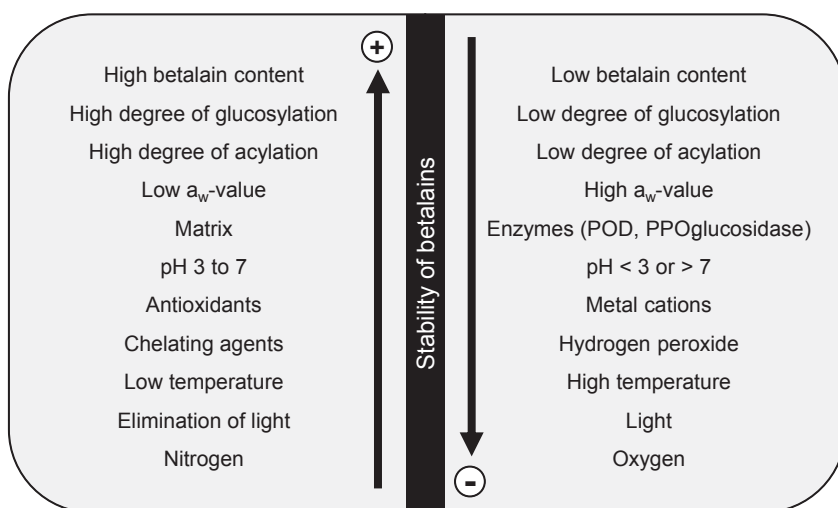 +
High betalain content
High degree of glucosylation
High degree of acylation
Low aw-value
Matrix
pH 3 to 7
Antioxidants
Chelating agents
Low temperature
Elimination of light
Nitrogen
Stability of betalains
Low betalain content
Low degree of glucosylation
Low degree of acylation
High aw-value
Enzymes (POD, PPOglucosidase)
pH < 3 or > 7
Metal cations
Hydrogen peroxide
High temperature
Light
Oxygen
-